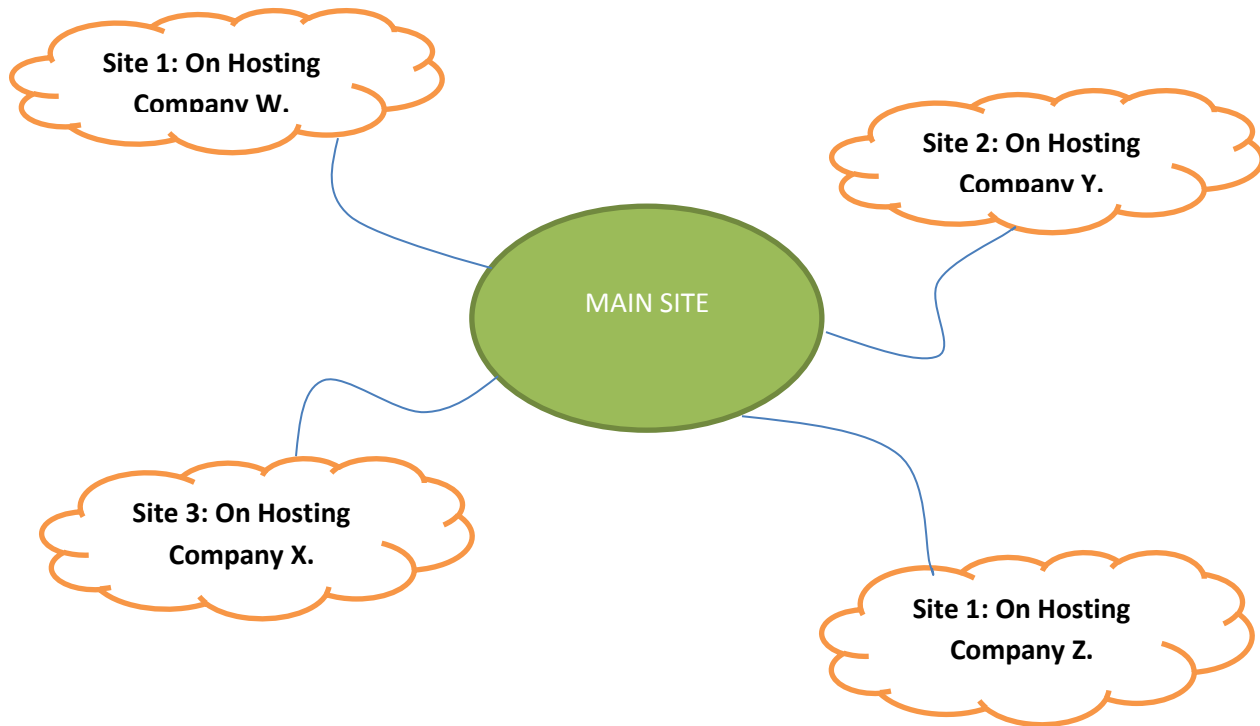 Site 1: On Hosting
Company W.
Site 2: On Hosting
Company Y.
MAIN SITE
Site 3: On Hosting
Company X.
Site 1: On Hosting
Company Z.